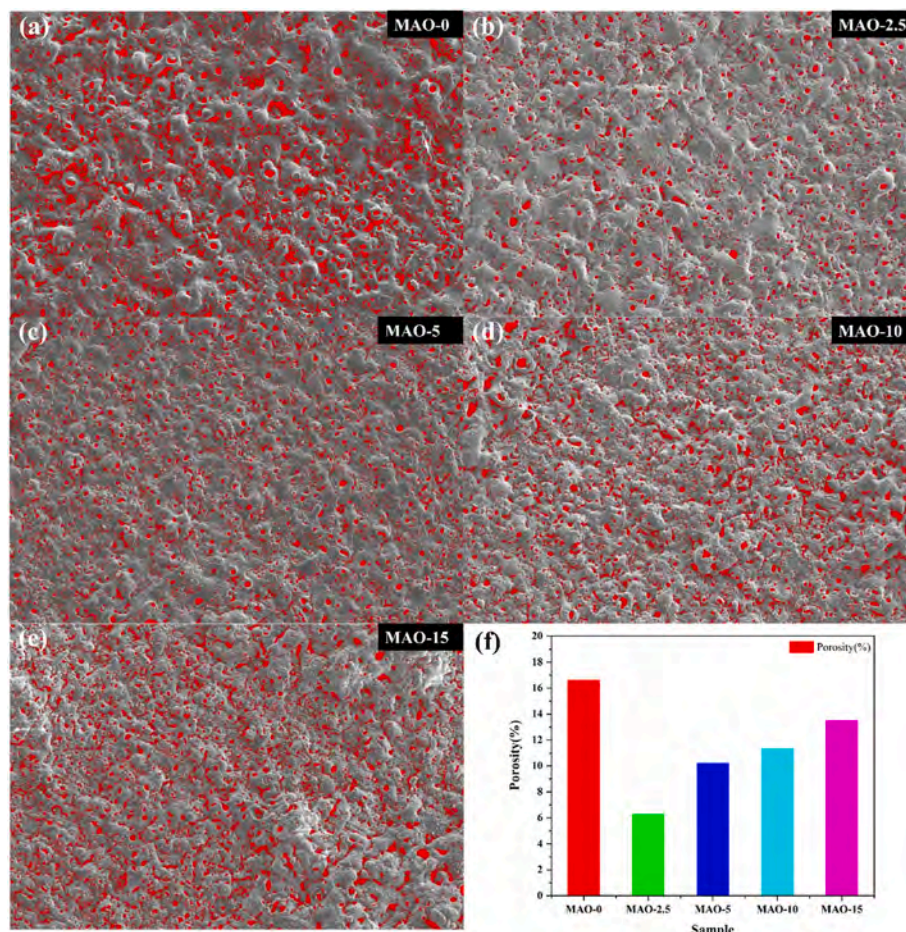 (a) MAO-0
(b) MAO-2.5
(c) MAO-5
(d) MAO-10
(e) MAO-15
(f)
Porosity(%)
Porosity(%)
20
18
16
14
12
10
8
6
4
2
0
MAO-0 MAO-2.5 MAO-5 MAO-10 MAO-15
Sample